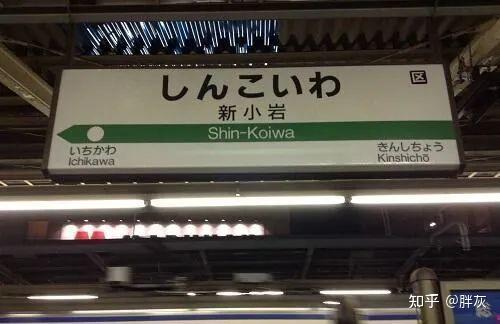 しんこいわ
区
新小岩
Shin-Koiwa
いちかわ
Ichikawa
きんしちょう
Kinshichō
知乎 @胖灰